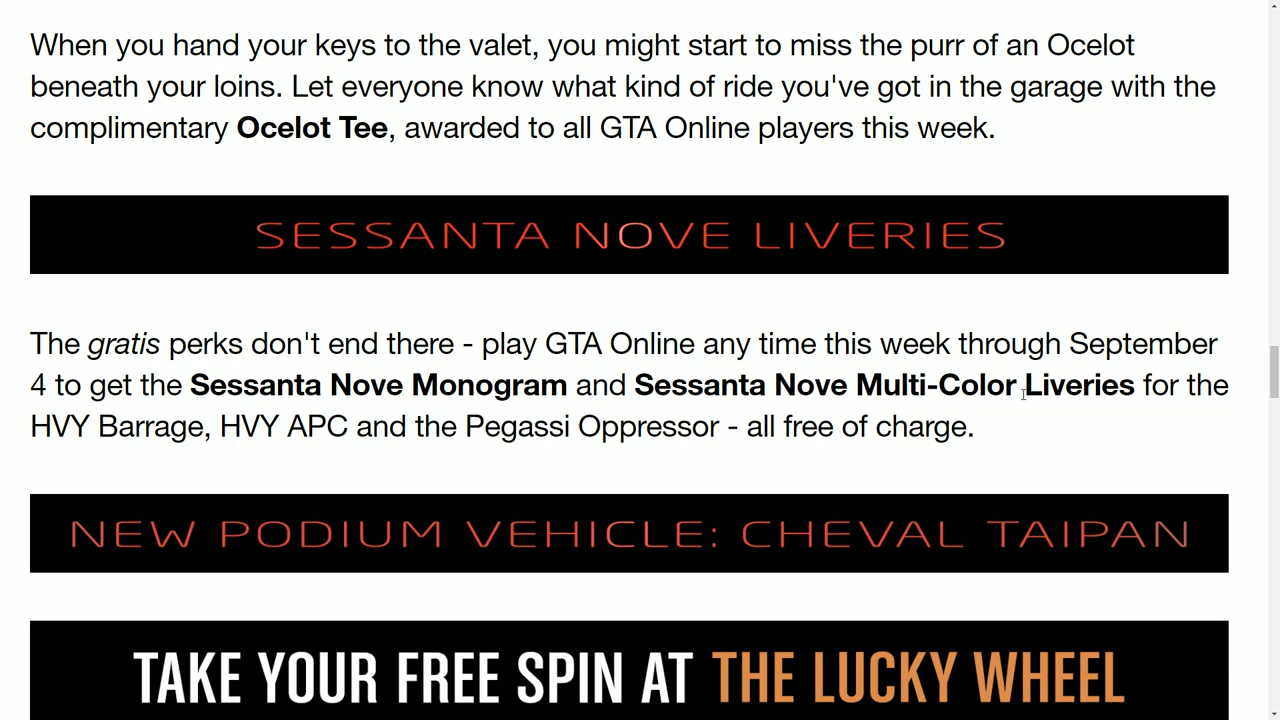 When you hand your keys to the valet, you might start to miss the purr of an Ocelot
beneath your loins. Let everyone know what kind of ride you've got in the garage with the
complimentary Ocelot Tee, awarded to all GTA Online players this week.
SESSANTA NOVE LIVERIES
The gratis perks don't end there - play GTA Online any time this week through September
4 to get the Sessanta Nove Monogram and Sessanta Nove Multi-Color Liveries for the
HVY Barrage, HVY APC and the Pegassi Oppressor - all free of charge.
NEW PODIUM VEHICLE: CHEVAL TAIPAN
TAKE YOUR FREE SPIN AT THE LUCKY WHEEL